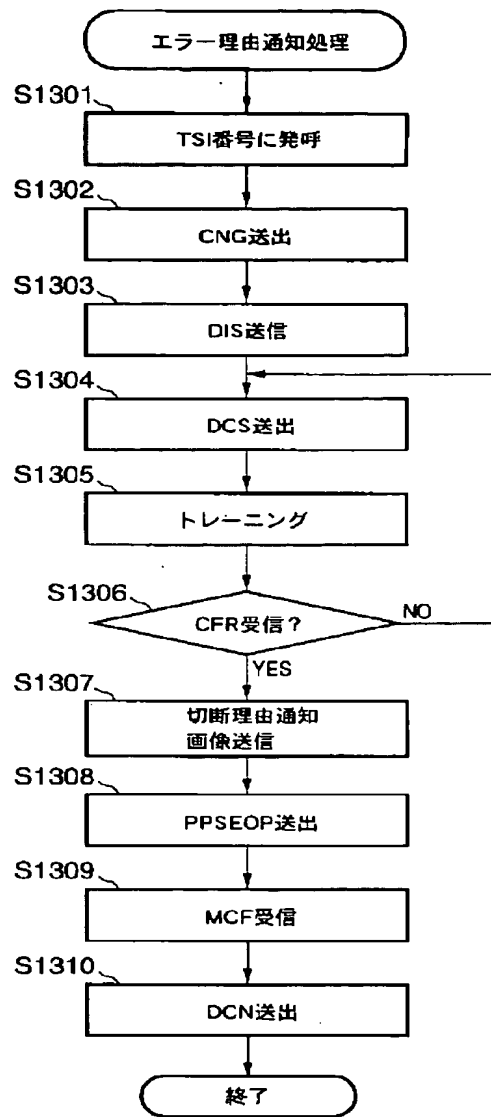 エラー理由通知処理
S1301
TSI番号に発呼
S1302
CNG送出
S1303
DIS送信
S1304
DCS送出
S1305
トレーニング
S1306
CFR受信？
NO
YES
S1307
切断理由通知
画像送信
S1308
PPSEOP送出
S1309
MCF受信
S1310
DCN送出
終了